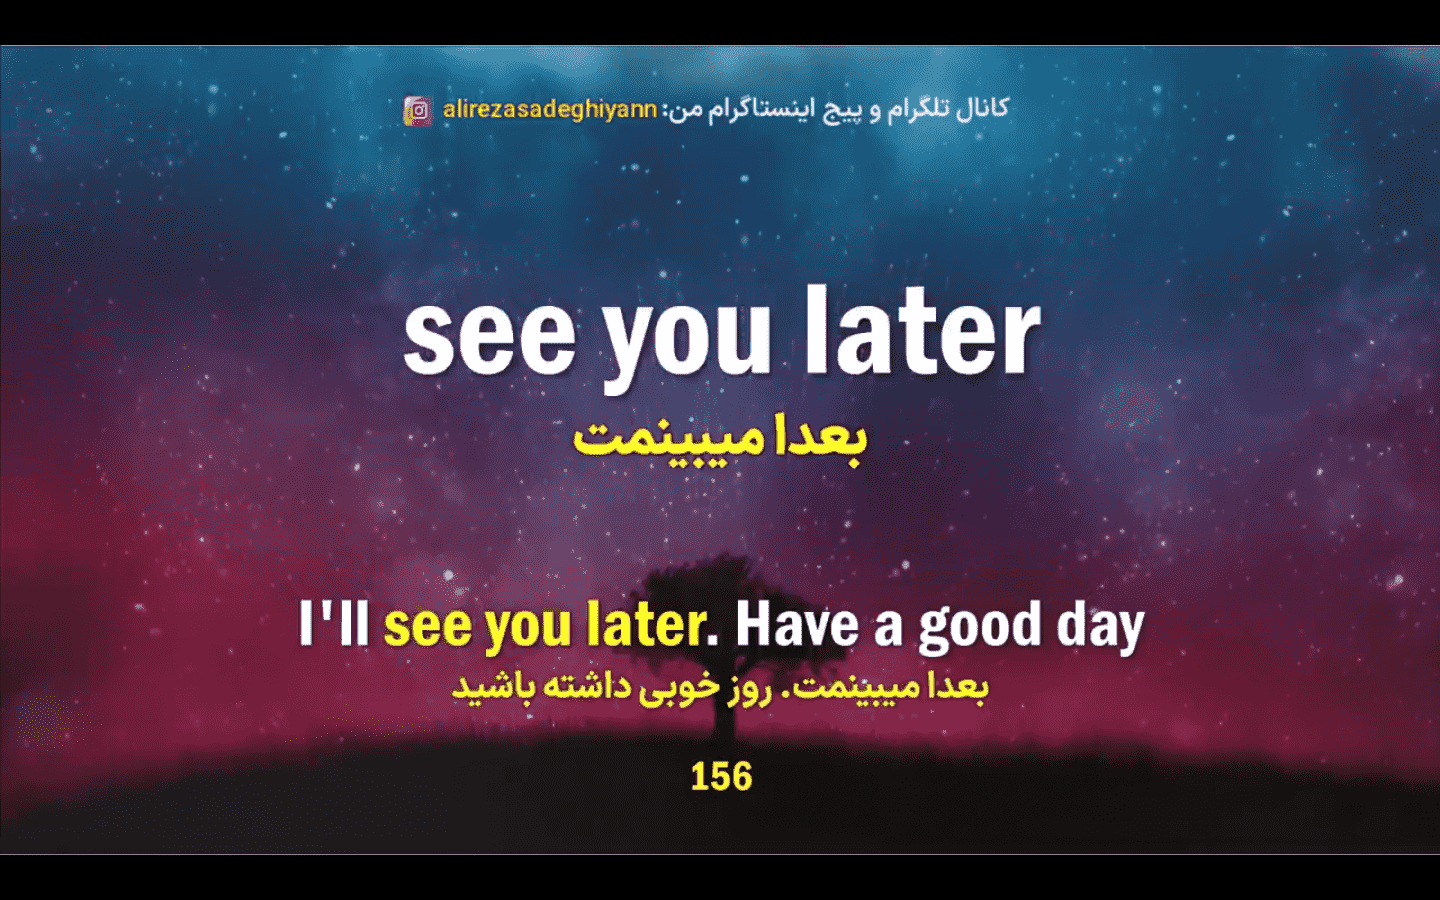 کانال تلگرام و پیج اینستاگرام من: alirezasadeghiyann
see you later
بعدا میبینمت
I'll see you later. Have a good day
بعدا میبینمت. روز خوبی داشته باشید
156